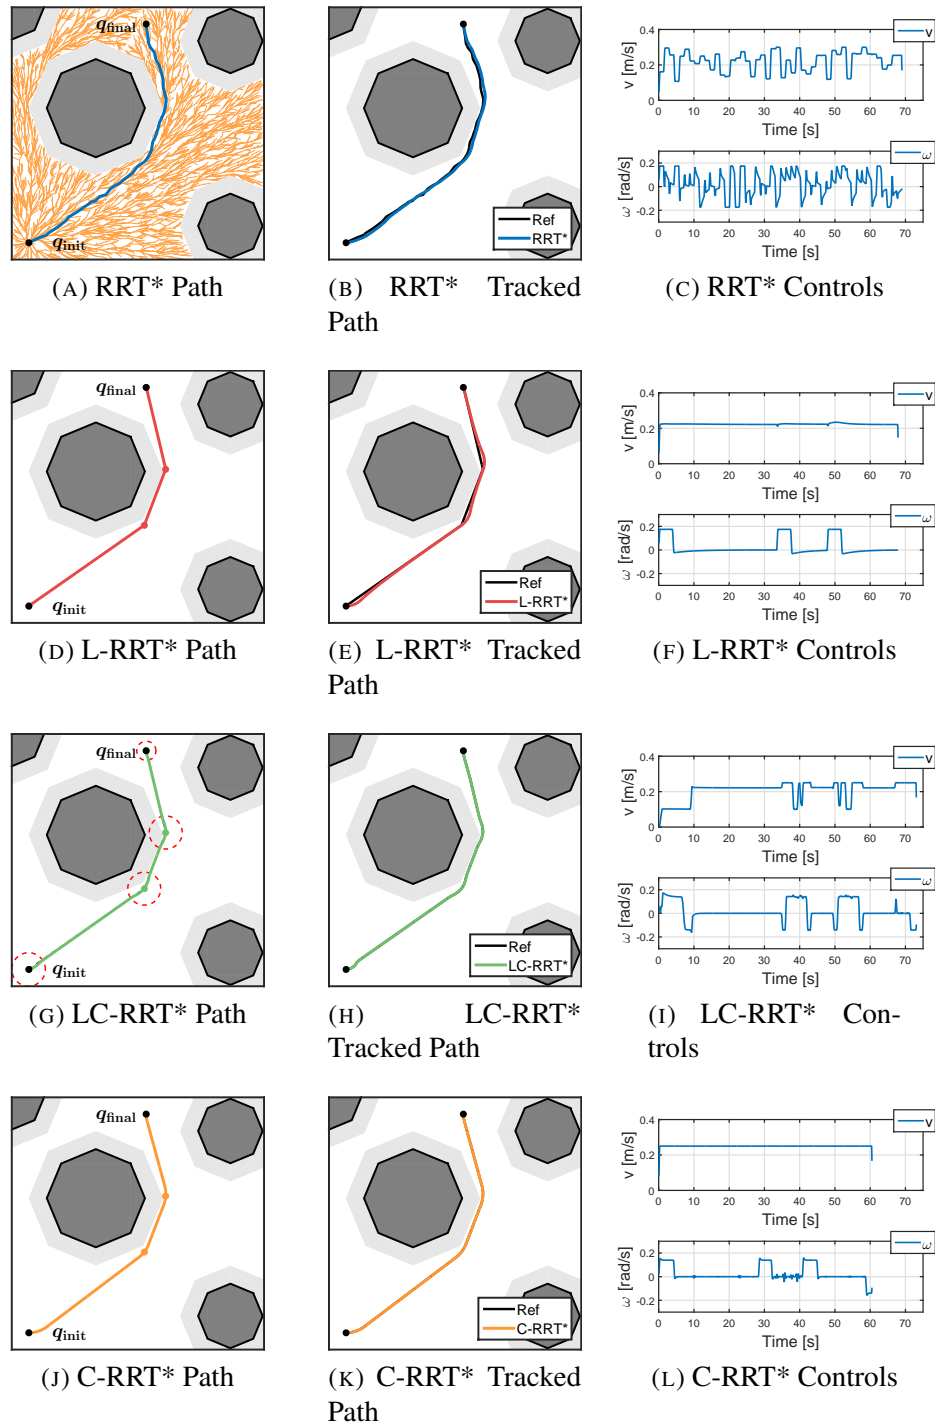 q_final
q_init
Ref
RRT*
v
v [m/s]
0.4
0.2
0
0 10 20 30 40 50 60 70
Time [s]
ω
ω [rad/s]
0.2
0
-0.2
0 10 20 30 40 50 60 70
Time [s]
(A) RRT* Path
(B) RRT* Tracked
Path
(C) RRT* Controls
q_final
q_init
Ref
L-RRT*
v
v [m/s]
0.4
0.2
0
0 10 20 30 40 50 60 70
Time [s]
ω
ω [rad/s]
0.2
0
-0.2
0 10 20 30 40 50 60 70
Time [s]
(D) L-RRT* Path
(E) L-RRT* Tracked
Path
(F) L-RRT* Controls
q_final
q_init
Ref
LC-RRT*
v
v [m/s]
0.4
0.2
0
0 10 20 30 40 50 60 70
Time [s]
ω
ω [rad/s]
0.2
0
-0.2
0 10 20 30 40 50 60 70
Time [s]
(G) LC-RRT* Path
(H) LC-RRT*
Tracked Path
(I) LC-RRT* Con-
trols
q_final
q_init
Ref
C-RRT*
v
v [m/s]
0.4
0.2
0
0 10 20 30 40 50 60 70
Time [s]
ω
ω [rad/s]
0.2
0
-0.2
0 10 20 30 40 50 60 70
Time [s]
(J) C-RRT* Path
(K) C-RRT* Tracked
Path
(L) C-RRT* Controls